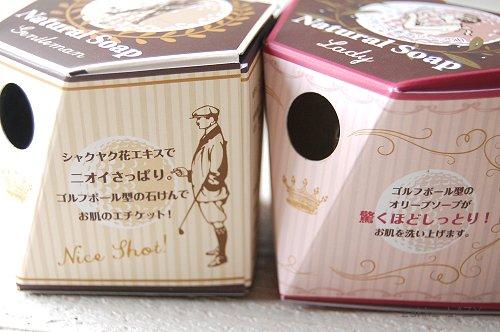 Natural Soap
Gentleman
シャクヤク花エキスで
ニオイさっぱり。
ゴルフボール型の石けんで
お肌のエチケット!
Nice Shot!
Natural Soap
Lady
ゴルフボール型の
オリーブソープが
驚くほどしっとり!
お肌を洗い上げます。